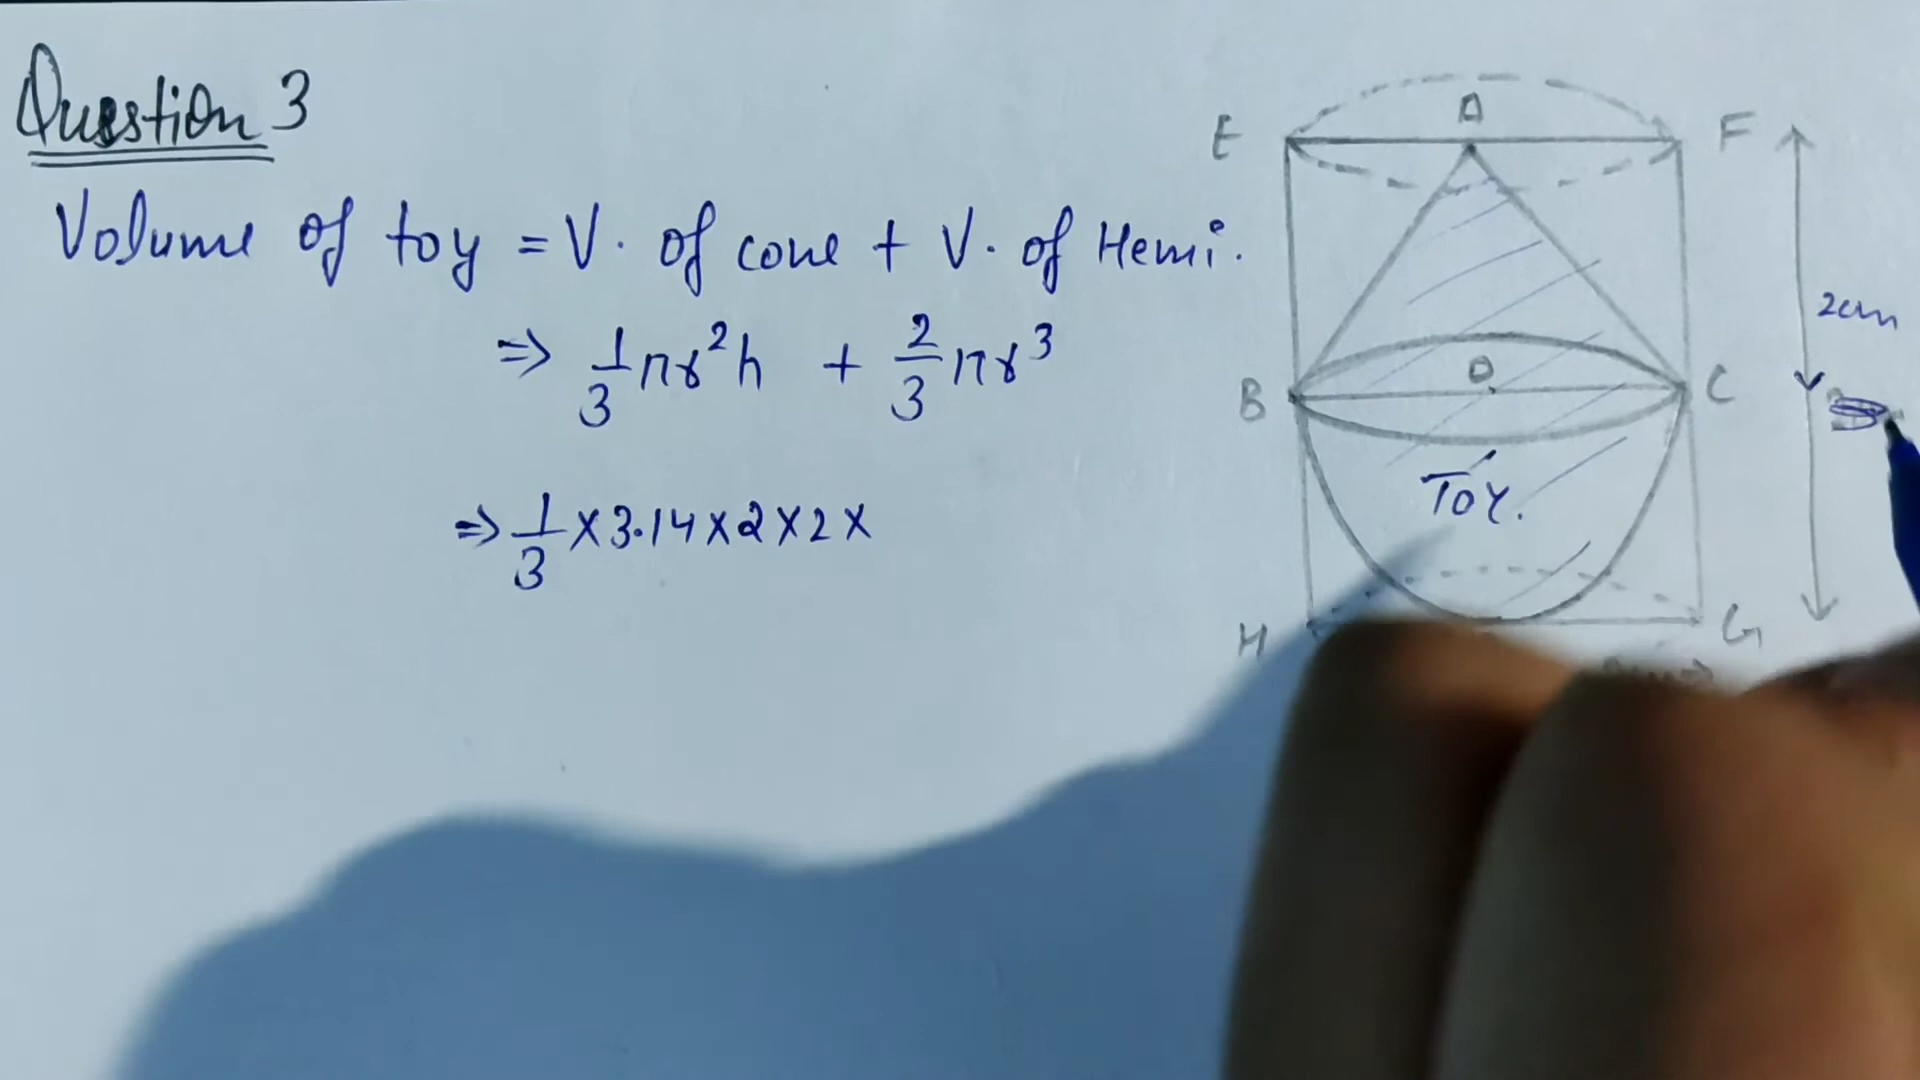 Question 3
Volume of toy = V. of cone + V. of Hemi.
⇒ 1/3 πr²h + 2/3 πr³
⇒ 1/3 × 3.14 × 2 × 2 ×
A
E F
2cm
O
B C
TOY.
H G